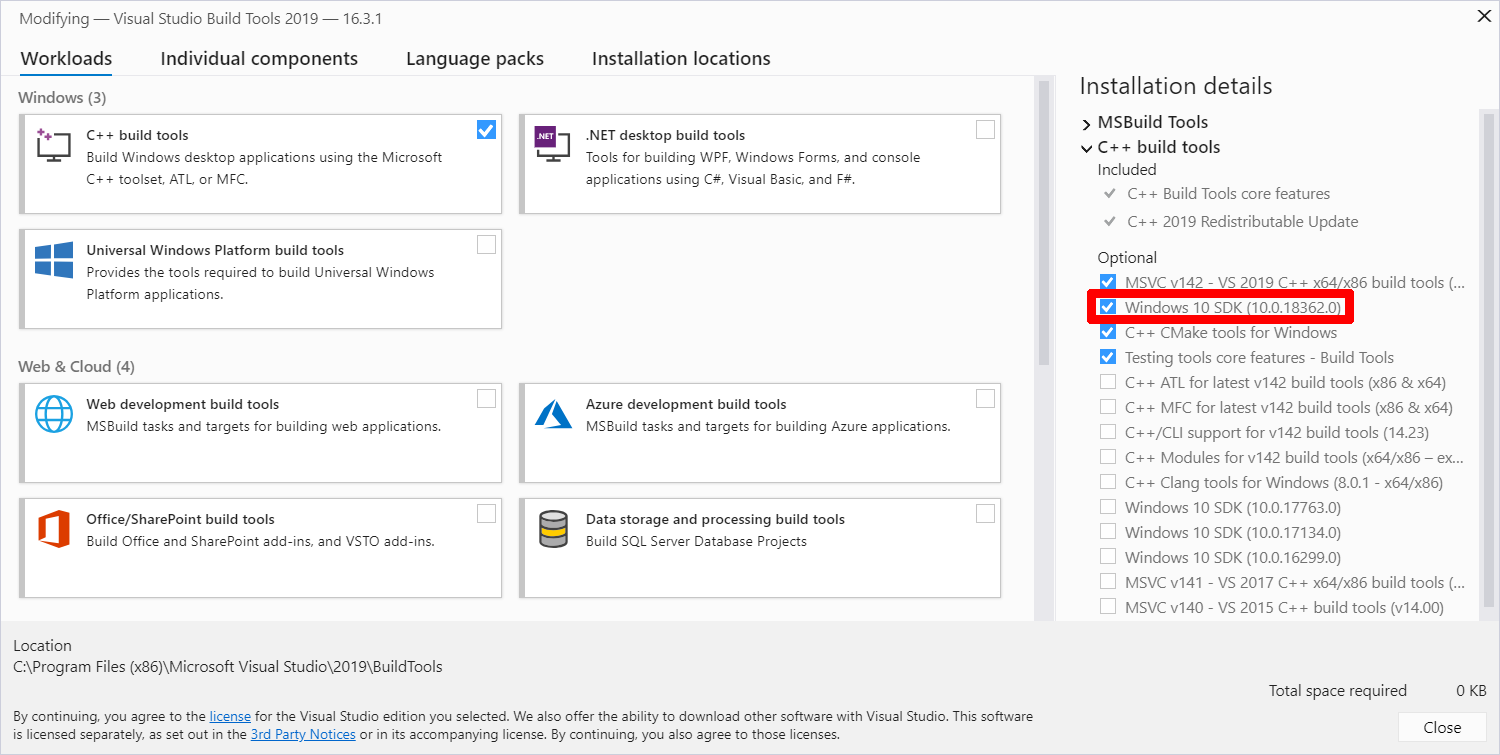 Modifying — Visual Studio Build Tools 2019 — 16.3.1
Workloads
Individual components
Language packs
Installation locations
Windows (3)
C++ build tools
Build Windows desktop applications using the Microsoft
C++ toolset, ATL, or MFC.
.NET
.NET desktop build tools
Tools for building WPF, Windows Forms, and console
applications using C#, Visual Basic, and F#.
Universal Windows Platform build tools
Provides the tools required to build Universal Windows
Platform applications.
Web & Cloud (4)
Web development build tools
MSBuild tasks and targets for building web applications.
Azure development build tools
MSBuild tasks and targets for building Azure applications.
Office/SharePoint build tools
Build Office and SharePoint add-ins, and VSTO add-ins.
Data storage and processing build tools
Build SQL Server Database Projects
Installation details
MSBuild Tools
C++ build tools
Included
C++ Build Tools core features
C++ 2019 Redistributable Update
Optional
MSVC v142 - VS 2019 C++ x64/x86 build tools (...
Windows 10 SDK (10.0.18362.0)
C++ CMake tools for Windows
Testing tools core features - Build Tools
C++ ATL for latest v142 build tools (x86 & x64)
C++ MFC for latest v142 build tools (x86 & x64)
C++/CLI support for v142 build tools (14.23)
C++ Modules for v142 build tools (x64/x86 – ex...
C++ Clang tools for Windows (8.0.1 - x64/x86)
Windows 10 SDK (10.0.17763.0)
Windows 10 SDK (10.0.17134.0)
Windows 10 SDK (10.0.16299.0)
MSVC v141 - VS 2017 C++ x64/x86 build tools (...
MSVC v140 - VS 2015 C++ build tools (v14.00)
Location
C:\Program Files (x86)\Microsoft Visual Studio\2019\BuildTools
Total space required 0 KB
By continuing, you agree to the license for the Visual Studio edition you selected. We also offer the ability to download other software with Visual Studio. This software
is licensed separately, as set out in the 3rd Party Notices or in its accompanying license. By continuing, you also agree to those licenses.
Close